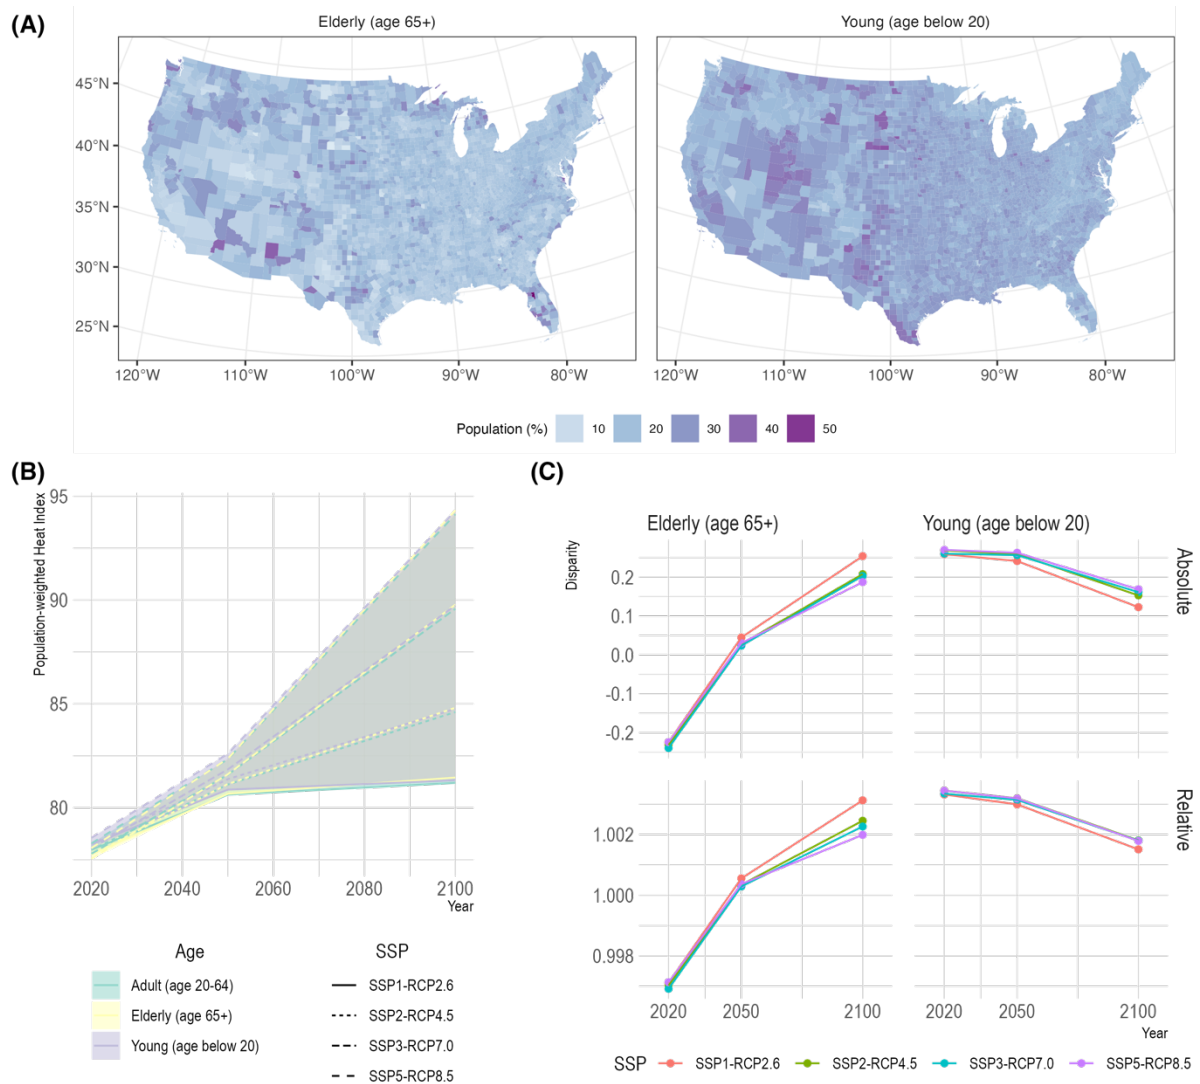 (A)
Elderly (age 65+)
Young (age below 20)
45°N
40°N
35°N
30°N
25°N
120°W
110°W
100°W
90°W
80°W
120°W
110°W
100°W
90°W
80°W
Population (%)
10
20
30
40
50
(B)
Population-weighted Heat Index
95
90
85
80
2020
2040
2060
2080
2100
Year
Age
Adult (age 20-64)
Elderly (age 65+)
Young (age below 20)
SSP
SSP1-RCP2.6
SSP2-RCP4.5
SSP3-RCP7.0
SSP5-RCP8.5
(C)
Elderly (age 65+)
Young (age below 20)
Disparity
0.2
0.1
0.0
-0.1
-0.2
Absolute
1.002
1.000
0.998
Relative
2020
2050
2100
2020
2050
2100
Year
SSP
SSP1-RCP2.6
SSP2-RCP4.5
SSP3-RCP7.0
SSP5-RCP8.5